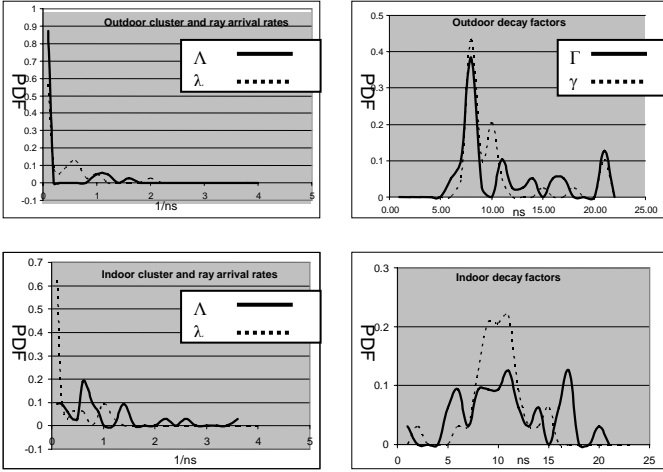 Outdoor cluster and ray arrival rates
1
0.9
0.8
0.7
0.6
0.5
0.4
0.3
0.2
0.1
0
-0.1
0 1 2 3 4 5
PDF
1/ns
Λ
λ
Outdoor decay factors
0.5
0.4
0.3
0.2
0.1
0
0.00 5.00 10.00 15.00 20.00 25.00
PDF
ns
Γ
γ
Indoor cluster and ray arrival rates
0.7
0.6
0.5
0.4
0.3
0.2
0.1
0
-0.1
0 1 2 3 4 5
PDF
1/ns
Λ
λ
Indoor decay factors
0.3
0.2
0.1
0
0 5 10 15 20 25
PDF
ns